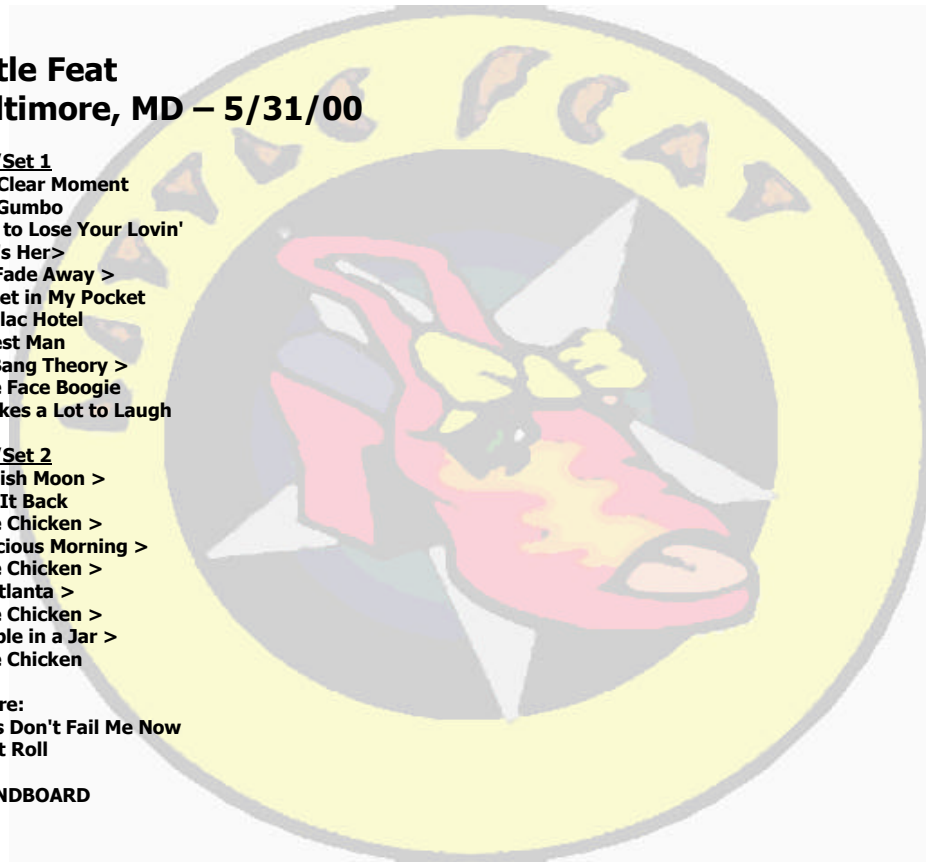 tle Feat
ltimore, MD – 5/31/00
/Set 1
Clear Moment
Gumbo
to Lose Your Lovin'
's Her>
Fade Away >
et in My Pocket
lac Hotel
est Man
Bang Theory >
e Face Boogie
kes a Lot to Laugh
/Set 2
ish Moon >
It Back
e Chicken >
cious Morning >
e Chicken >
tlanta >
e Chicken >
ble in a Jar >
e Chicken
re:
s Don't Fail Me Now
t Roll
NDBOARD